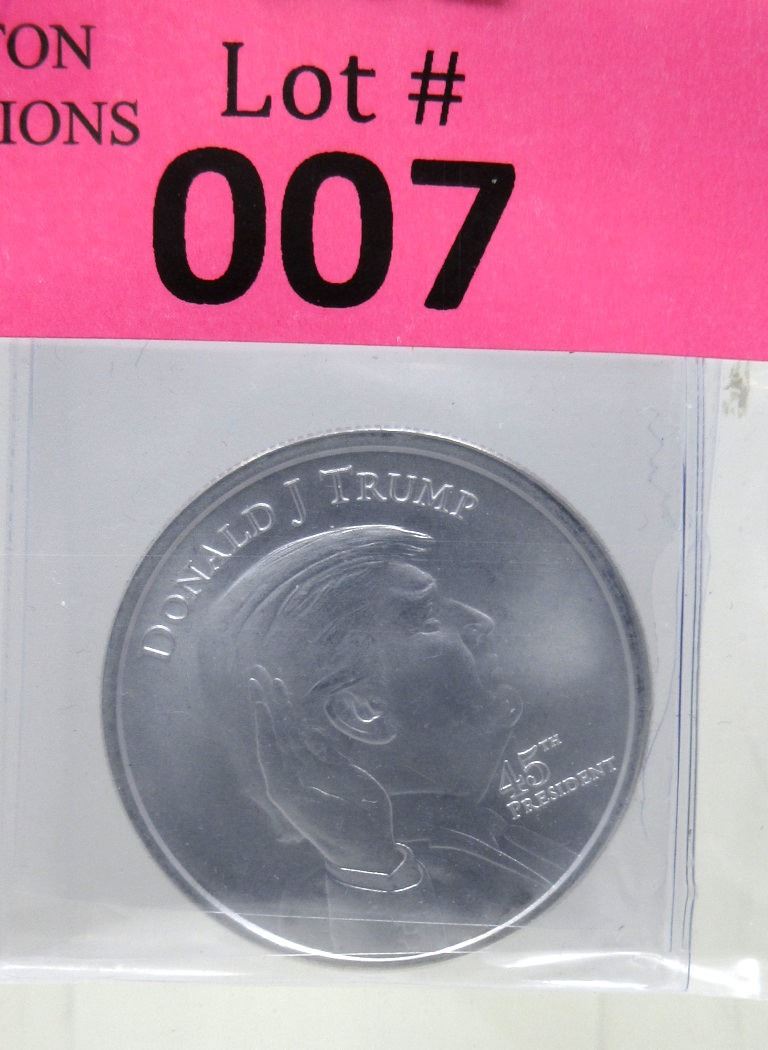 TON
IONS
Lot #
007
DONALD J TRUMP
45TH
PRESIDENT